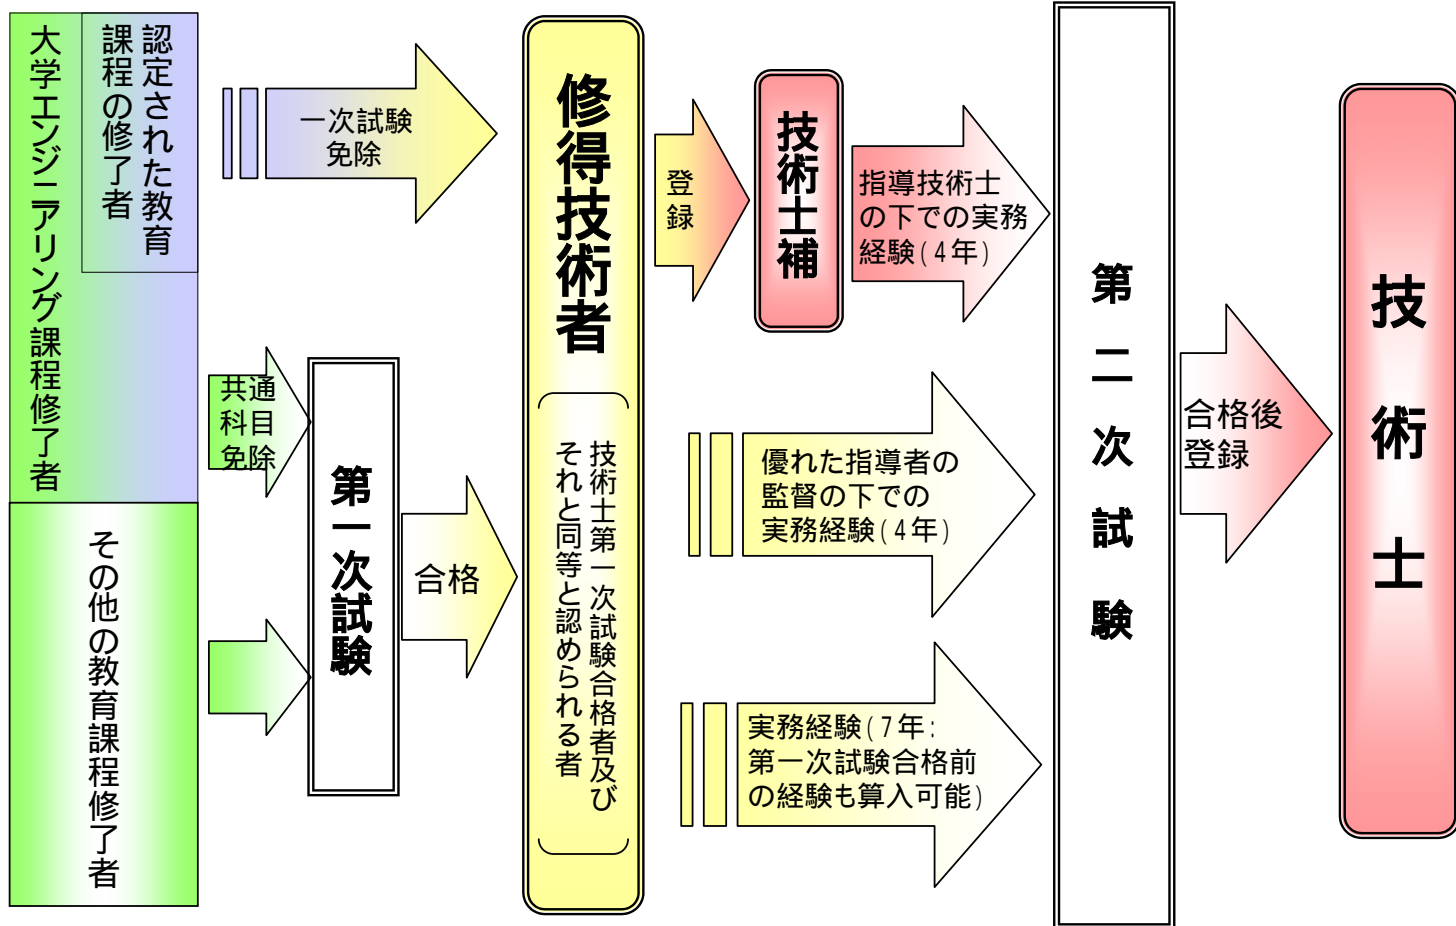 大学エンジニアリング課程修了者
認定された教育
課程の修了者
その他の教育課程修了者
一次試験
免除
共通
科目
免除
第一次試験
合格
修得技術者
技術士第一次試験合格者及び
それと同等と認められる者
登
録
技術士補
指導技術士
の下での実務
経験(4年)
優れた指導者の
監督の下での
実務経験(4年)
実務経験(7年:
第一次試験合格前
の経験も算入可能)
第二次試験
合格後
登録
技術士